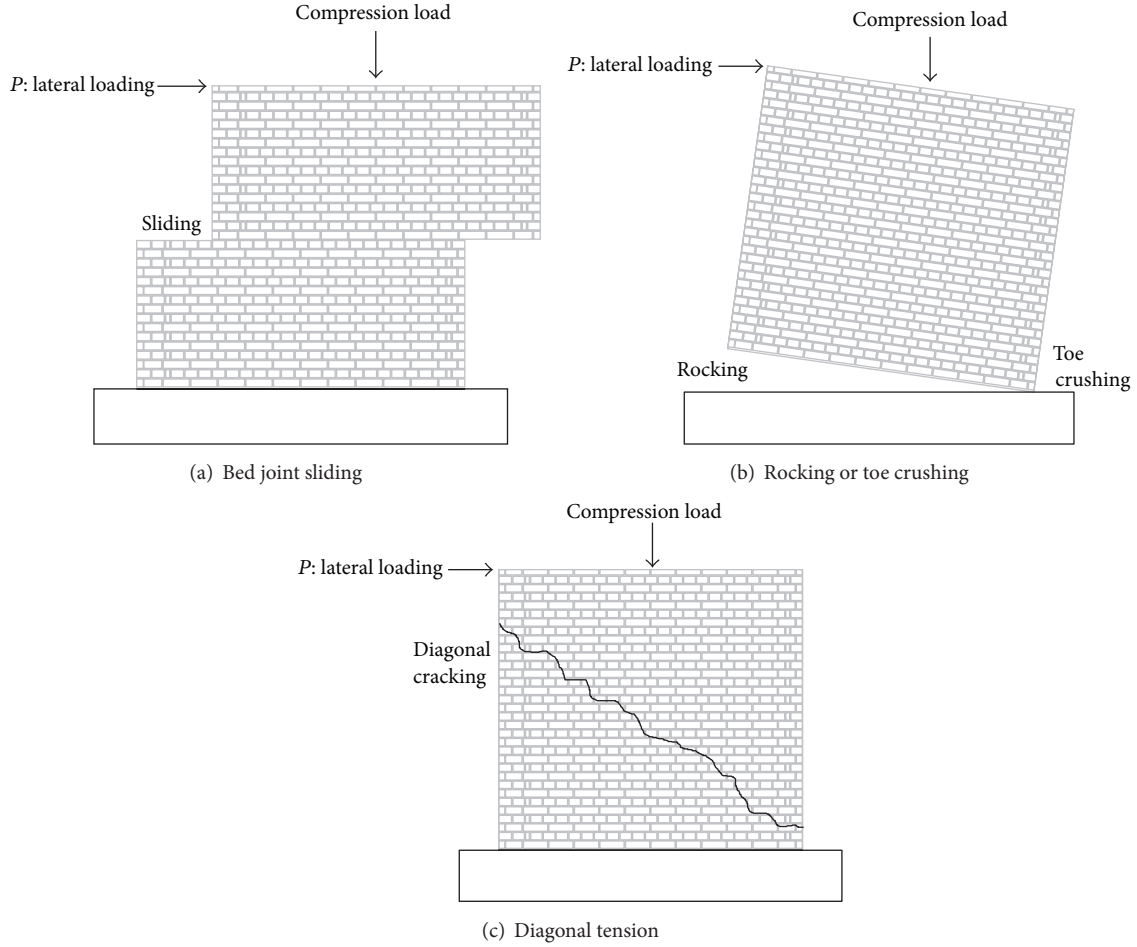 Compression load
P: lateral loading
Sliding
(a) Bed joint sliding
Compression load
P: lateral loading
Rocking
Toe
crushing
(b) Rocking or toe crushing
Compression load
P: lateral loading
Diagonal
cracking
(c) Diagonal tension